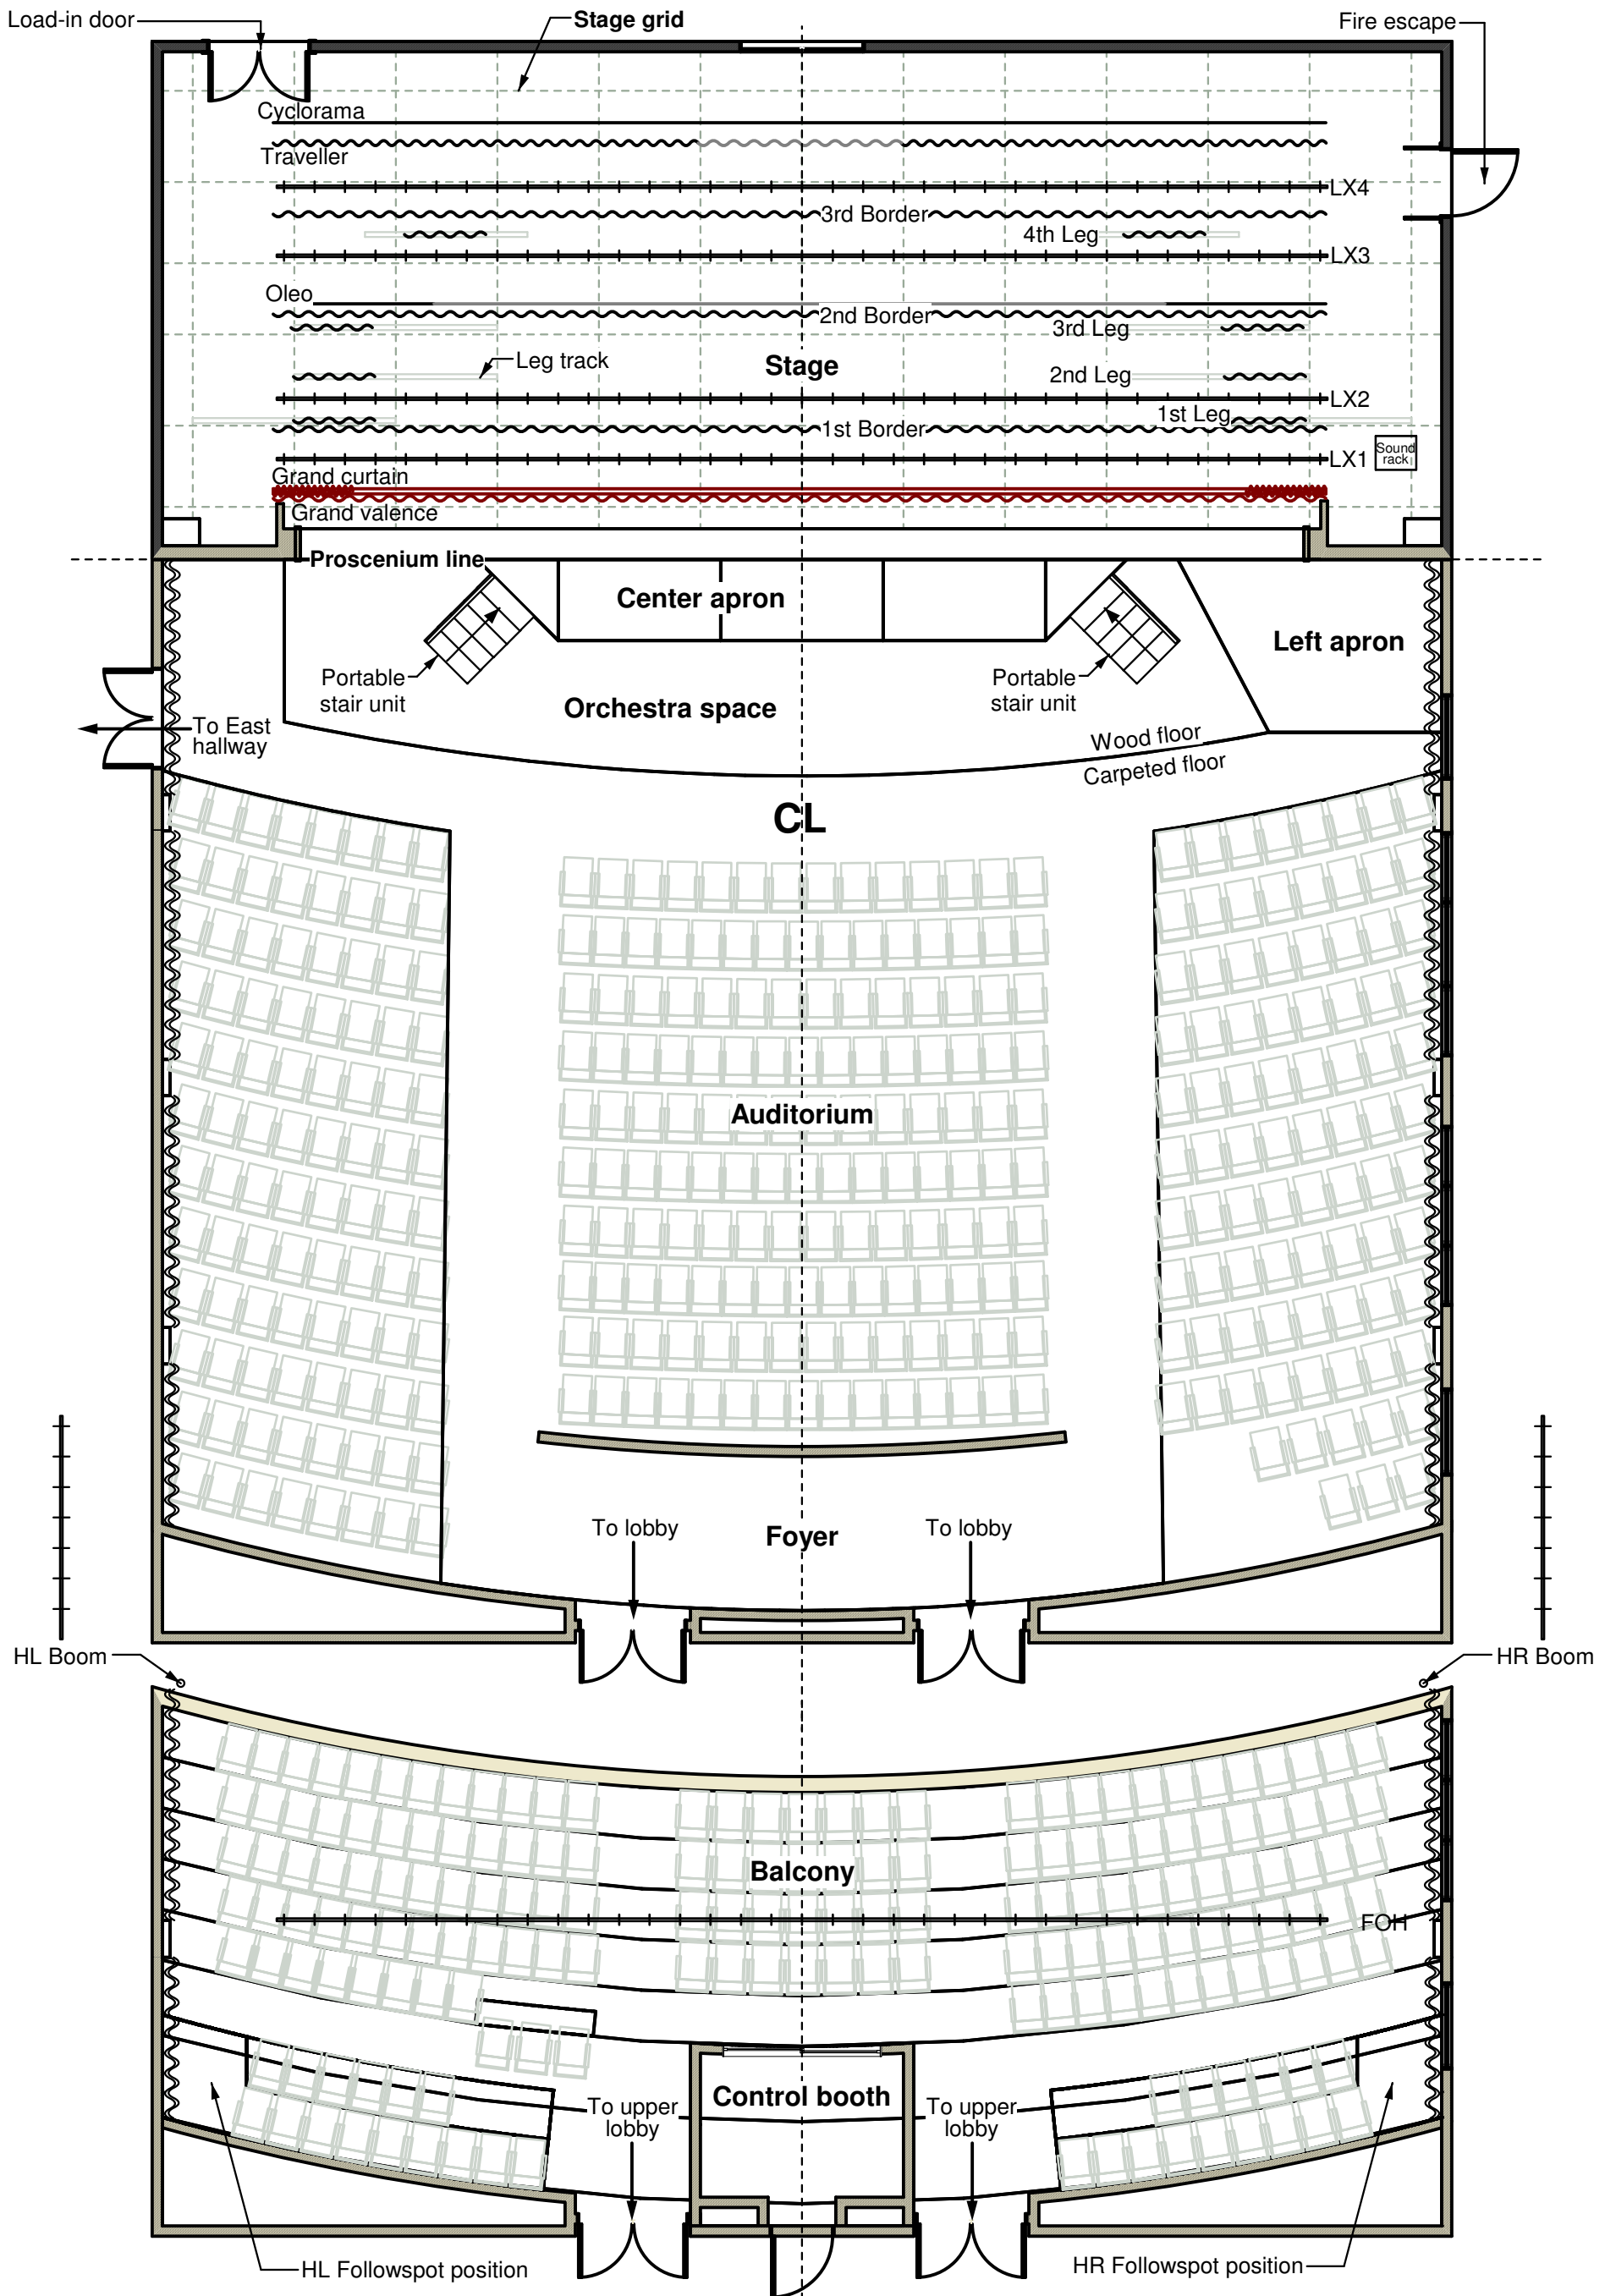 Load-in door
Stage grid
Fire escape
Cyclorama
Traveller
LX4
3rd Border
4th Leg
LX3
Oleo
2nd Border
3rd Leg
Leg track
Stage
2nd Leg
LX2
1st Leg
1st Border
Sound
rack
LX1
Grand curtain
Grand valence
Proscenium line
Center apron
Left apron
Portable
stair unit
Portable
stair unit
Orchestra space
To East
hallway
Wood floor
Carpeted floor
CL
Auditorium
To lobby
Foyer
To lobby
HL Boom
HR Boom
Balcony
FOH
Control booth
To upper
lobby
To upper
lobby
HL Followspot position
HR Followspot position